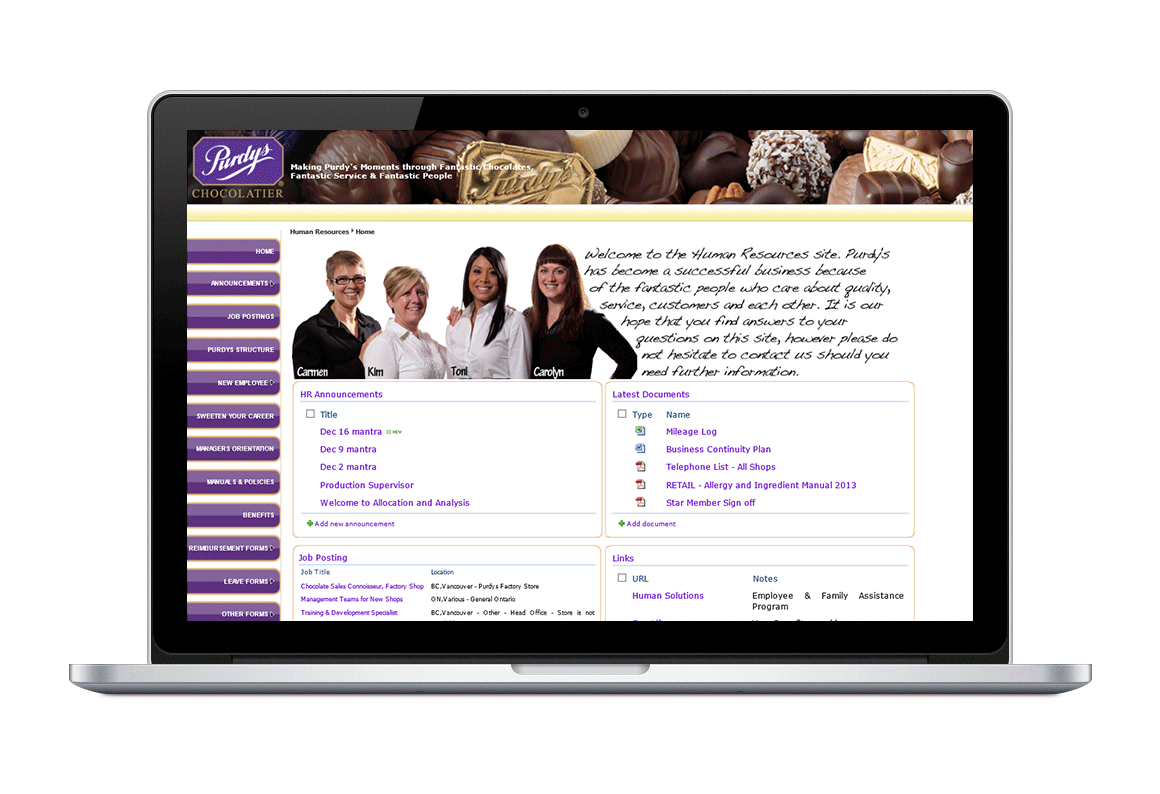 Purdys
CHOCOLATIER
Making Purdy's Moments through Fantastic Chocolates,
Fantastic Service & Fantastic People
Purdys
Human Resources Home
HOME
ANNOUNCEMENTS
JOB POSTINGS
PURDYS STRUCTURE
NEW EMPLOYEE
SWEETEN YOUR CAREER
MANAGERS ORIENTATION
MANUALS & POLICIES
BENEFITS
REIMBURSEMENT FORMS
LEAVE FORMS
OTHER FORMS
Welcome to the Human Resources site. Purdy's
has become a successful business because
of the fantastic people who care about quality,
service, customers and each other. It is our
hope that you find answers to your
questions on this site, however please do
not hesitate to contact us should you
need further information.
Carmen Kim Toni Carolyn
HR Announcements
Title
Dec 16 mantra NEW
Dec 9 mantra
Dec 2 mantra
Production Supervisor
Welcome to Allocation and Analysis
Add new announcement
Latest Documents
Type Name
Mileage Log
Business Continuity Plan
Telephone List - All Shops
RETAIL - Allergy and Ingredient Manual 2013
Star Member Sign off
Add document
Job Posting
Job Title Location
Chocolate Sales Connoisseur, Factory Shop BC,Vancouver - Purdys Factory Store
Management Teams for New Shops ON,Various - General Ontario
Training & Development Specialist BC,Vancouver - Other - Head Office - Store is not
Links
URL Notes
Human Solutions Employee & Family Assistance
Program